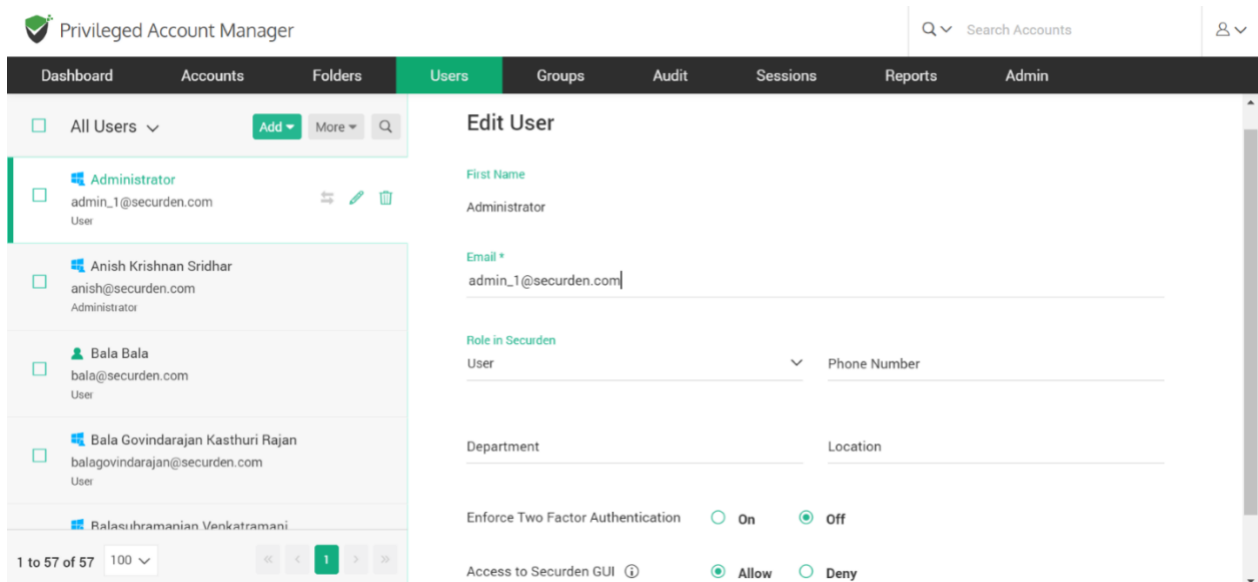 Privileged Account Manager
Search Accounts
Dashboard Accounts Folders Users Groups Audit Sessions Reports Admin
All Users
Add More
Administrator
admin_1@securden.com
User
Anish Krishnan Sridhar
anish@securden.com
Administrator
Bala Bala
bala@securden.com
User
Bala Govindarajan Kasthuri Rajan
balagovindarajan@securden.com
User
Balasubramanian Venkatramani
1 to 57 of 57 100 « < 1 > »
Edit User
First Name
Administrator
Email *
admin_1@securden.com
Role in Securden
User Phone Number
Department Location
Enforce Two Factor Authentication On Off
Access to Securden GUI Allow Deny